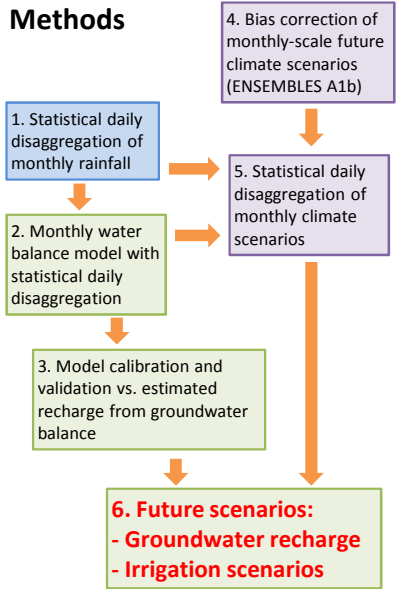 Methods
1. Statistical daily
disaggregation of
monthly rainfall
2. Monthly water
balance model with
statistical daily
disaggregation
3. Model calibration and
validation vs. estimated
recharge from groundwater
balance
4. Bias correction of
monthly-scale future
climate scenarios
(ENSEMBLES A1b)
5. Statistical daily
disaggregation of
monthly climate
scenarios
6. Future scenarios:
- Groundwater recharge
- Irrigation scenarios